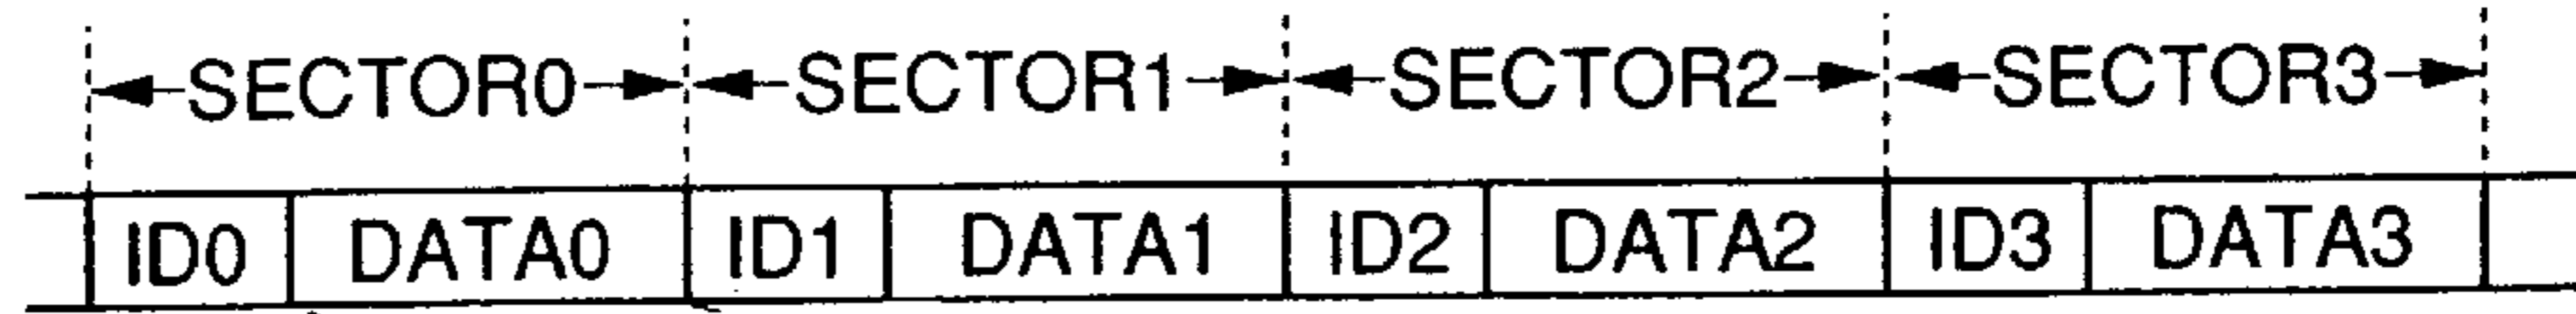 SECTOR0 SECTOR1 SECTOR2 SECTOR3
ID0 DATA0 ID1 DATA1 ID2 DATA2 ID3 DATA3